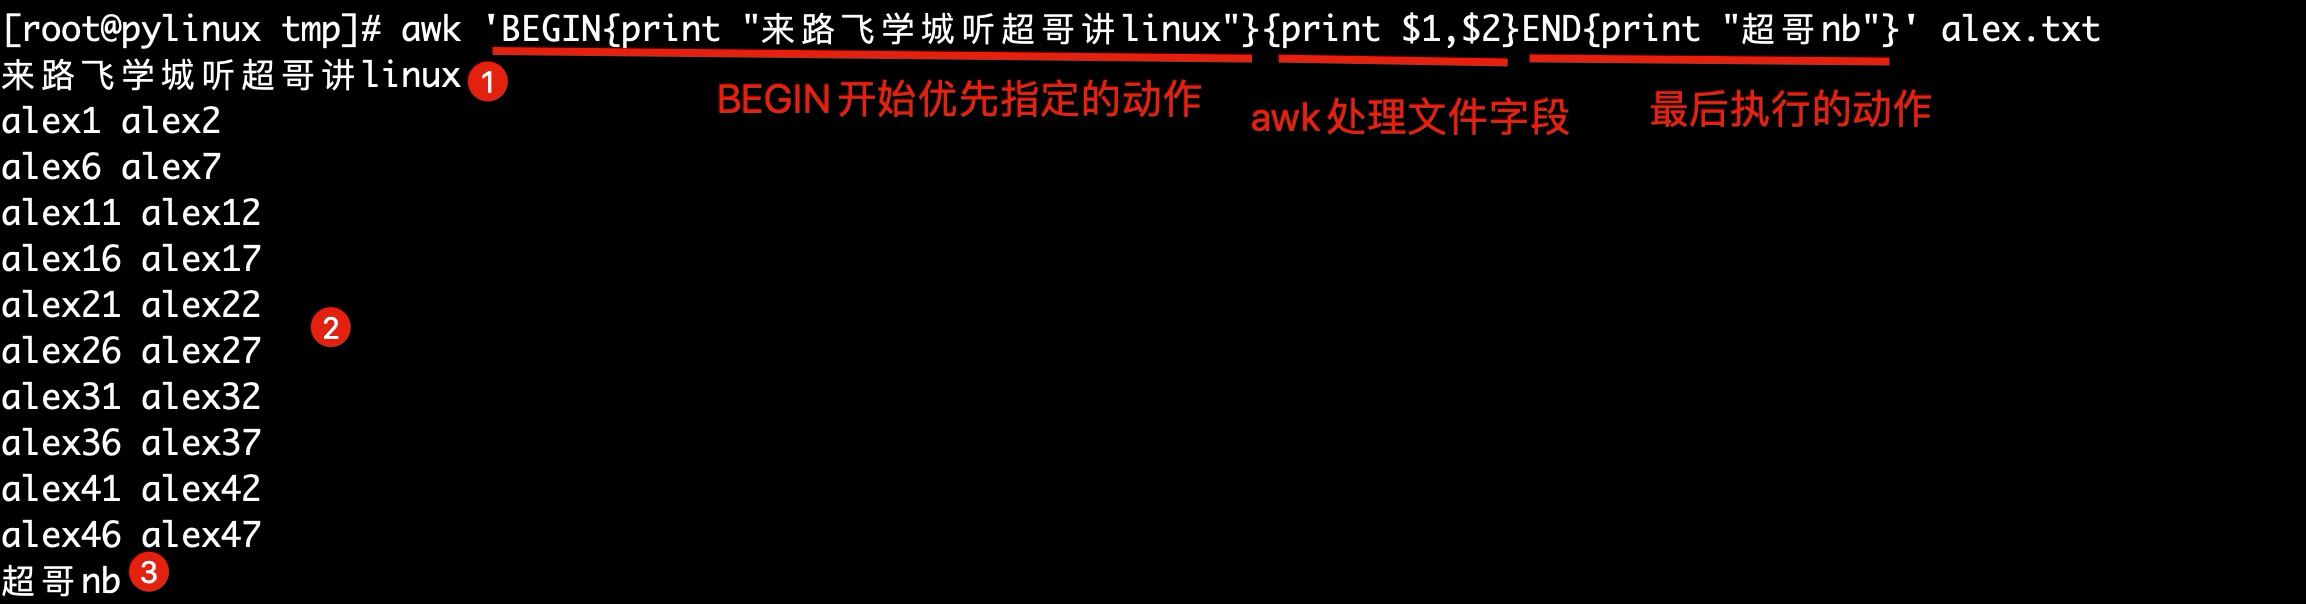 [root@pylinux tmp]# awk 'BEGIN{print "来路飞学城听超哥讲linux"}{print $1,$2}END{print "超哥nb"}' alex.txt
来路飞学城听超哥讲linux 1
BEGIN开始优先指定的动作 awk处理文件字段 最后执行的动作
alex1 alex2
alex6 alex7
alex11 alex12
alex16 alex17
alex21 alex22
2
alex26 alex27
alex31 alex32
alex36 alex37
alex41 alex42
alex46 alex47
超哥nb 3